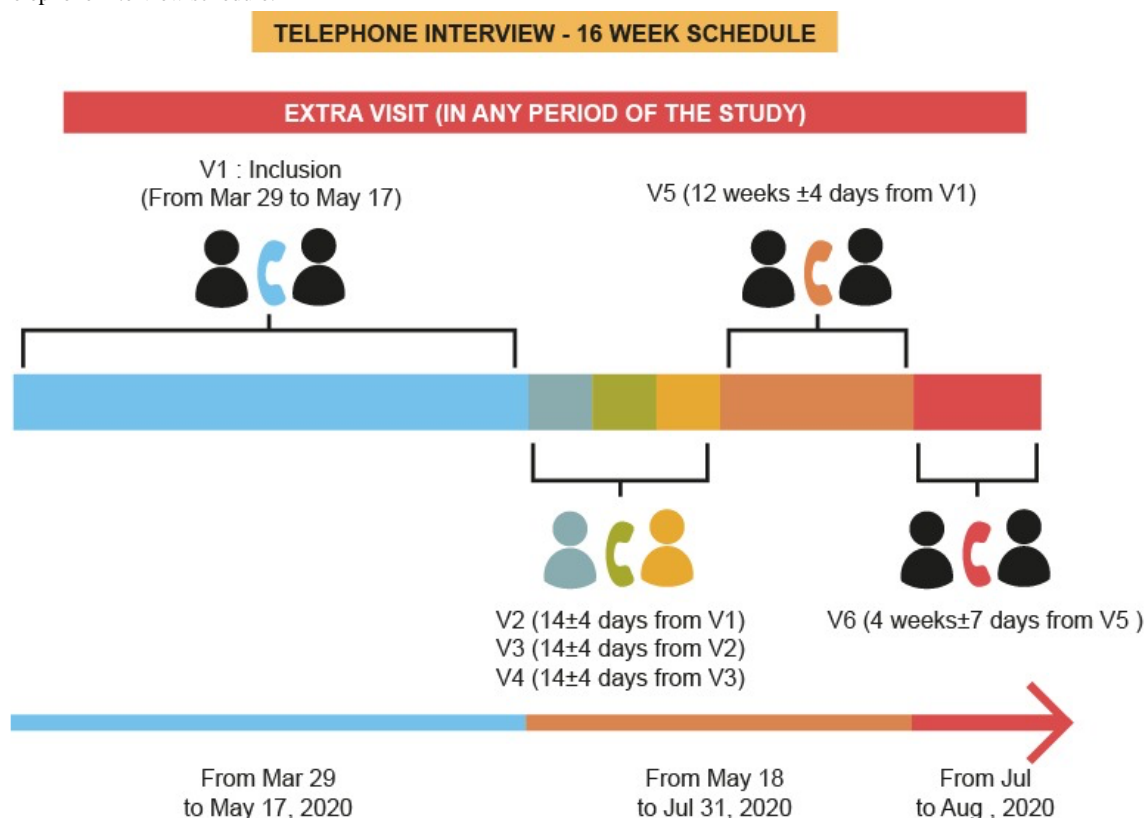 TELEPHONE INTERVIEW - 16 WEEK SCHEDULE
EXTRA VISIT (IN ANY PERIOD OF THE STUDY)
V1 : Inclusion
(From Mar 29 to May 17)
V5 (12 weeks ±4 days from V1)
V2 (14±4 days from V1)
V3 (14±4 days from V2)
V4 (14±4 days from V3)
V6 (4 weeks±7 days from V5 )
From Mar 29
to May 17, 2020
From May 18
to Jul 31, 2020
From Jul
to Aug , 2020